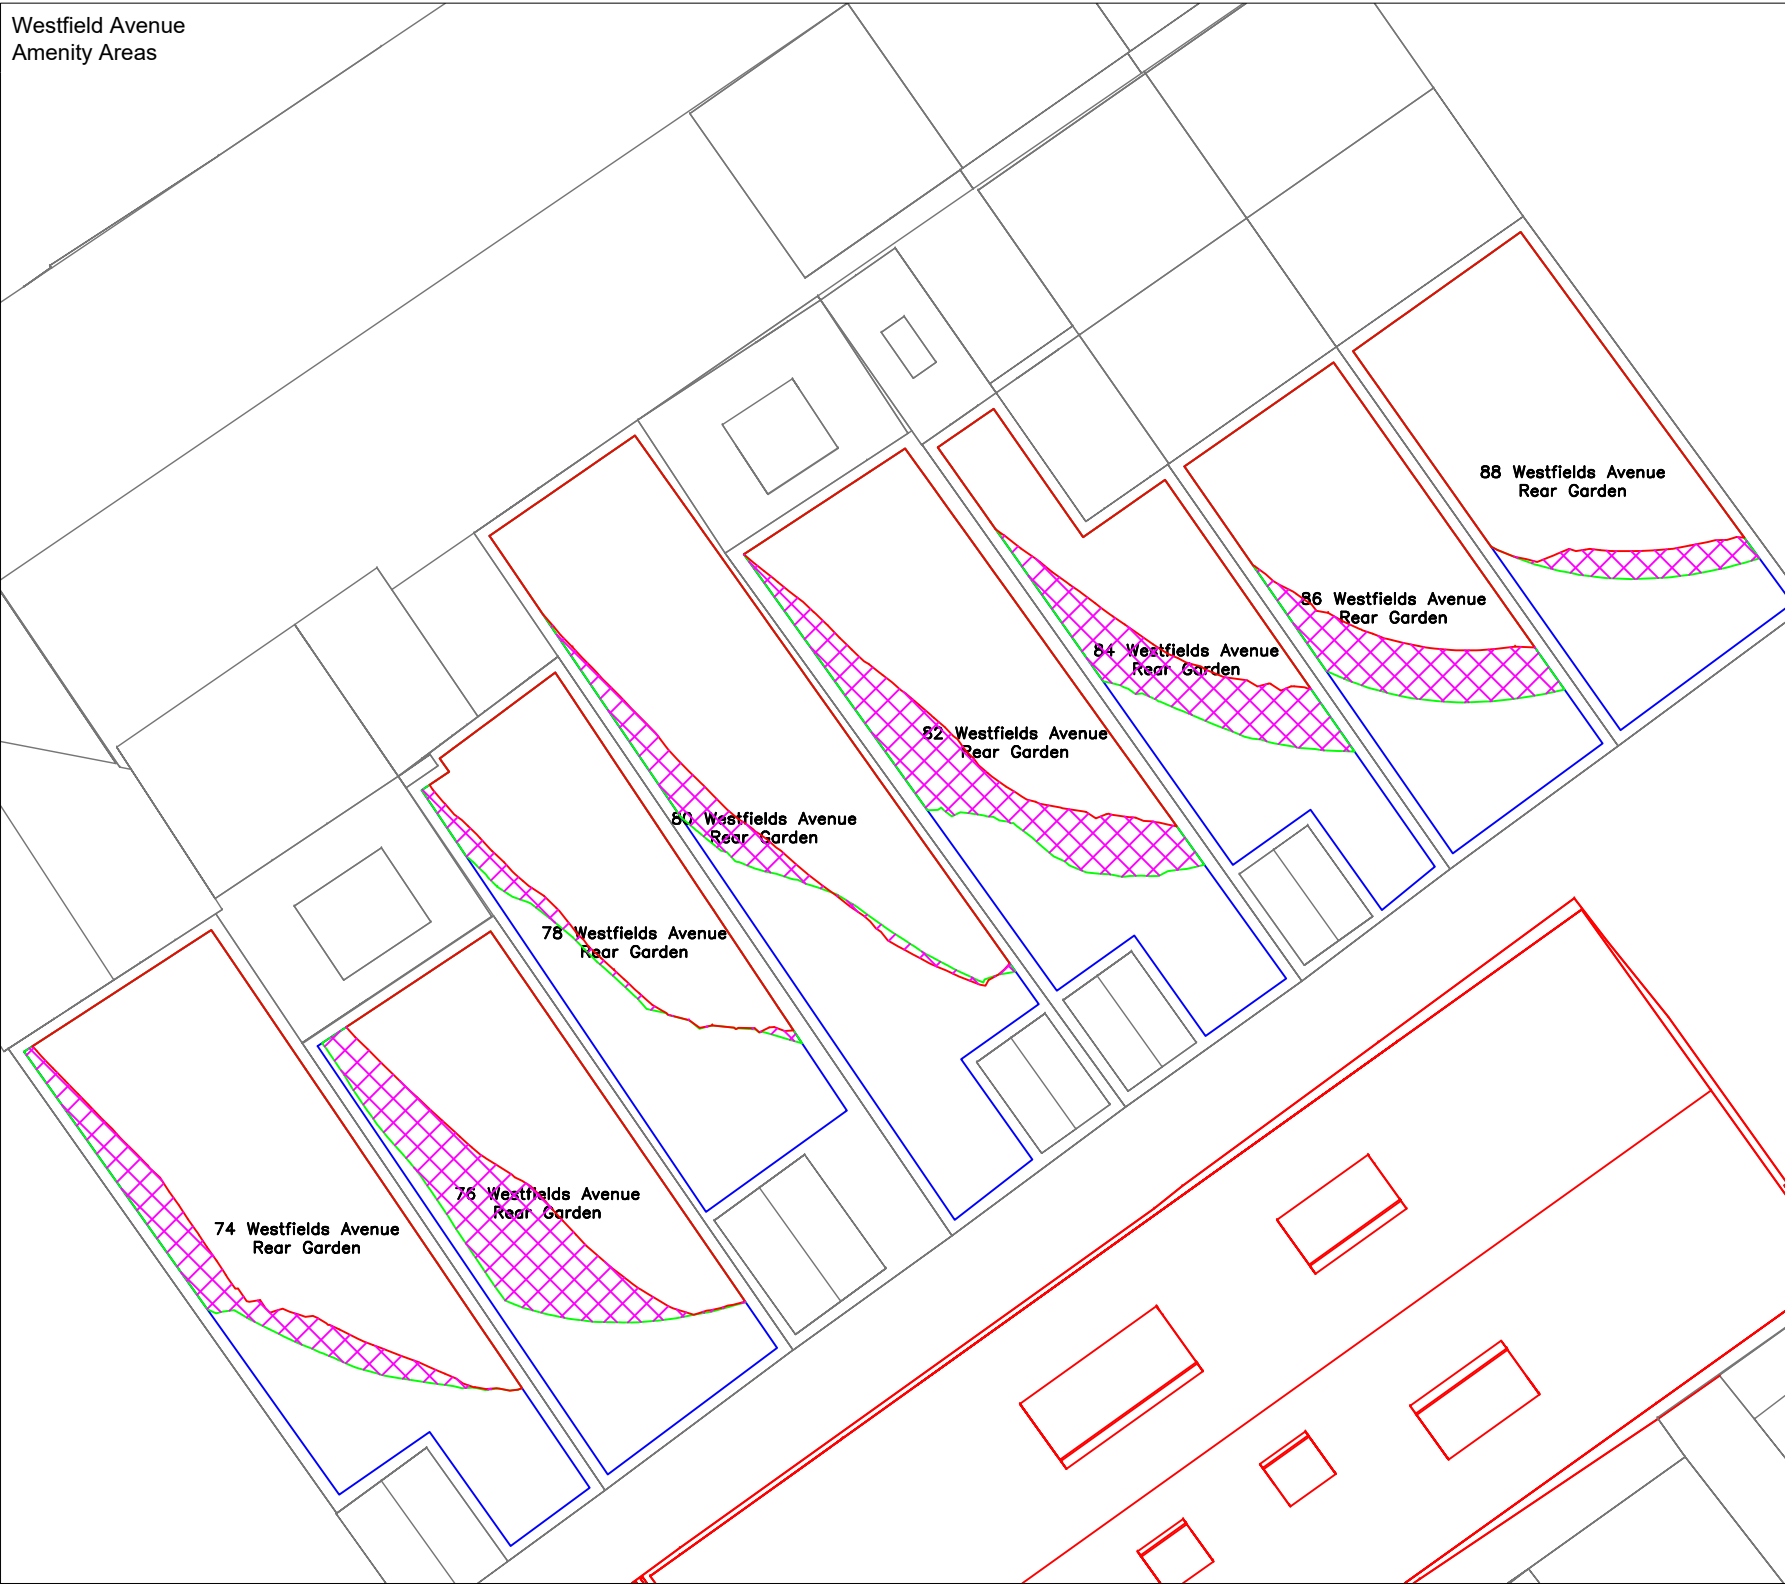 Westfield Avenue
Amenity Areas
88 Westfields Avenue
Rear Garden
86 Westfields Avenue
Rear Garden
84 Westfields Avenue
Rear Garden
82 Westfields Avenue
Rear Garden
80 Westfields Avenue
Rear Garden
78 Westfields Avenue
Rear Garden
76 Westfields Avenue
Rear Garden
74 Westfields Avenue
Rear Garden